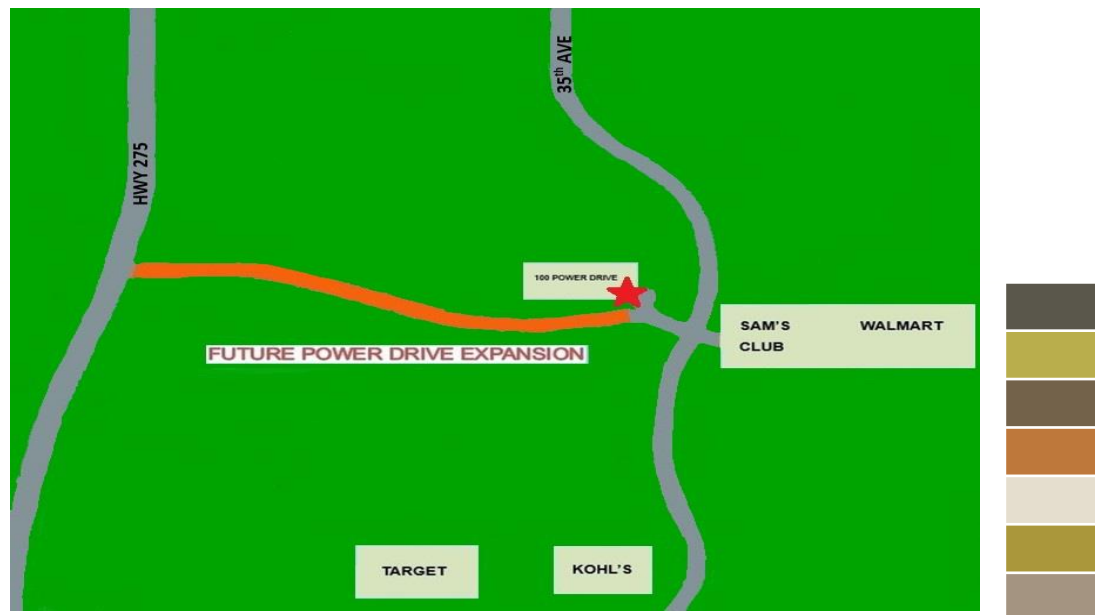 35th AVE
HWY 275
100 POWER DRIVE
SAM'S WALMART
CLUB
FUTURE POWER DRIVE EXPANSION
TARGET
KOHL'S